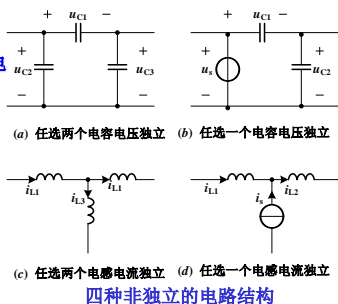 + uC1 −
+ uC1 −
电
+ uC2 −
+ uC3 −
+ us −
+ uC2 −
(a) 任选两个电容电压独立
(b) 任选一个电容电压独立
iL1 iL3 iL1
iL1 is iL2
(c) 任选两个电感电流独立
(d) 任选一个电感电流独立
四种非独立的电路结构